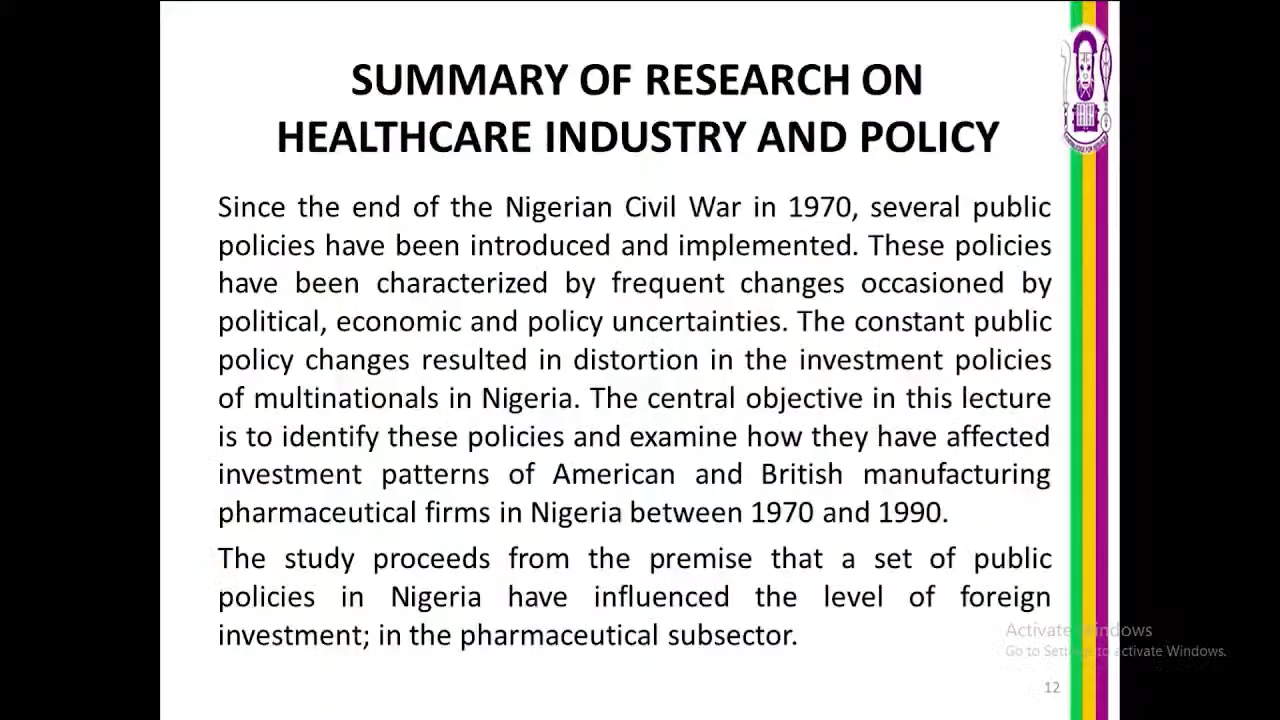 SUMMARY OF RESEARCH ON
HEALTHCARE INDUSTRY AND POLICY
Since the end of the Nigerian Civil War in 1970, several public
policies have been introduced and implemented. These policies
have been characterized by frequent changes occasioned by
political, economic and policy uncertainties. The constant public
policy changes resulted in distortion in the investment policies
of multinationals in Nigeria. The central objective in this lecture
is to identify these policies and examine how they have affected
investment patterns of American and British manufacturing
pharmaceutical firms in Nigeria between 1970 and 1990.
The study proceeds from the premise that a set of public
policies in Nigeria have influenced the level of foreign
investment; in the pharmaceutical subsector.
Activate Windows
Go to Settings to activate Windows.
12